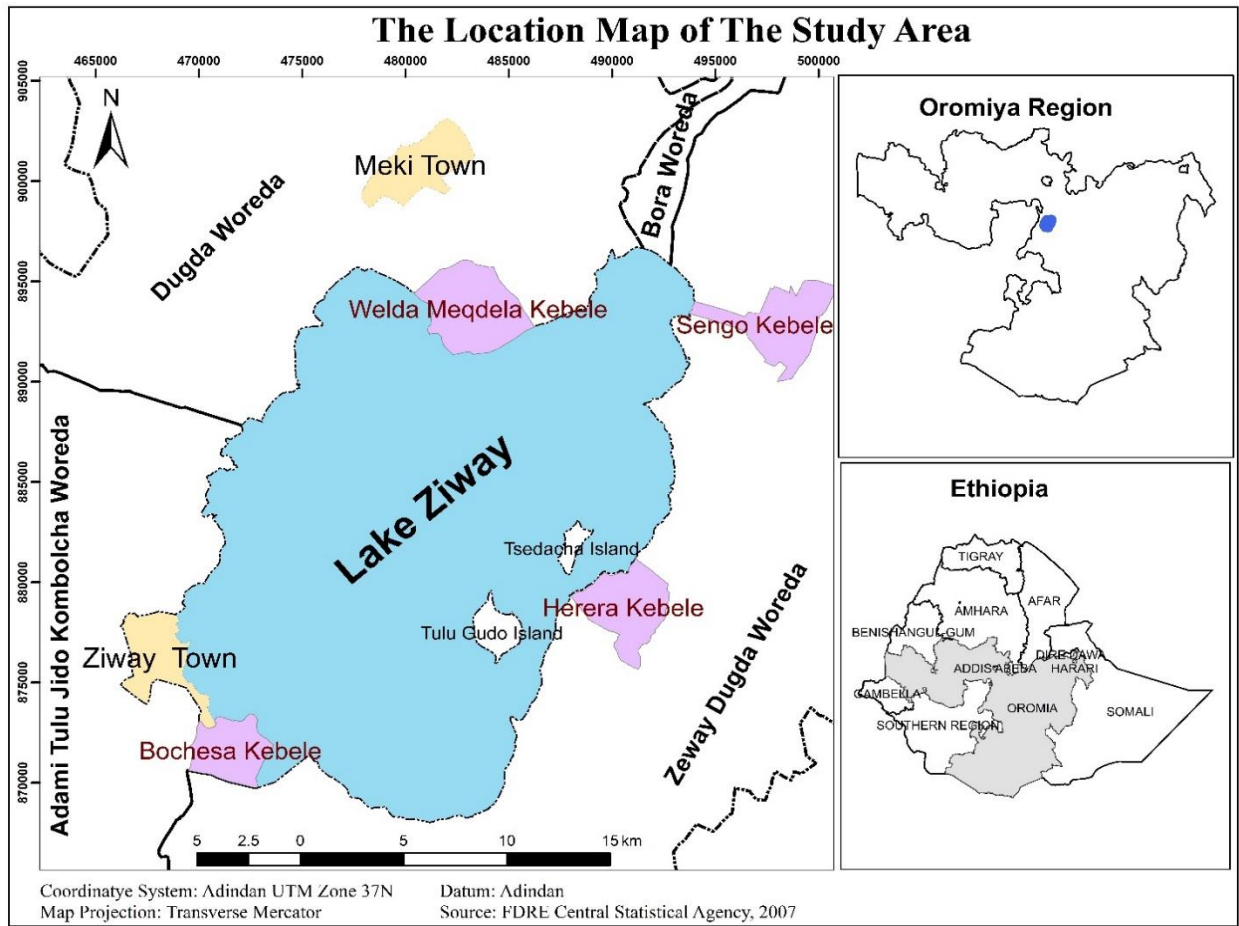 The Location Map of The Study Area
465000 470000 475000 480000 485000 490000 495000 500000
905000
900000
895000
890000
885000
880000
875000
870000
N
Meki Town
Dugda Woreda
Bora Woreda
Welda Meqdela Kebele
Sengo Kebele
Lake Ziway
Tsedacha Island
Herera Kebele
Tulu Gudo Island
Ziway Town
Bochesa Kebele
Adami Tulu Jido Kombolcha Woreda
Zeway Dugda Woreda
5 2.5 0 5 10 15 km
Coordinatye System: Adindan UTM Zone 37N
Map Projection: Transverse Mercator
Datum: Adindan
Source: FDRE Central Statistical Agency, 2007
Oromiya Region
Ethiopia
TIGRAY
AFAR
AMHARA
BENISHANGUL-GUM
DIRE DAWA
ADDIS ABEBA
HARARI
GAMBELLA
OROMIA
SOMALI
SOUTHERN REGION